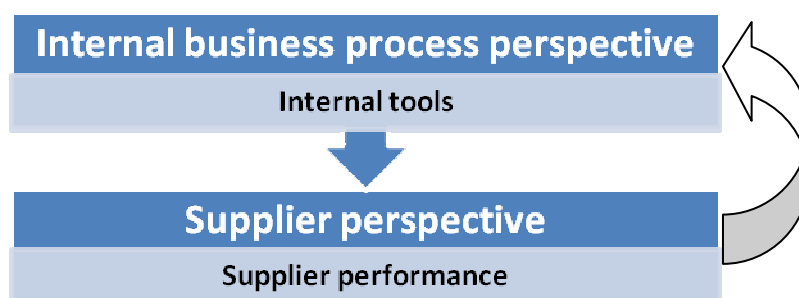 Internal business process perspective
Internal tools
Supplier perspective
Supplier performance